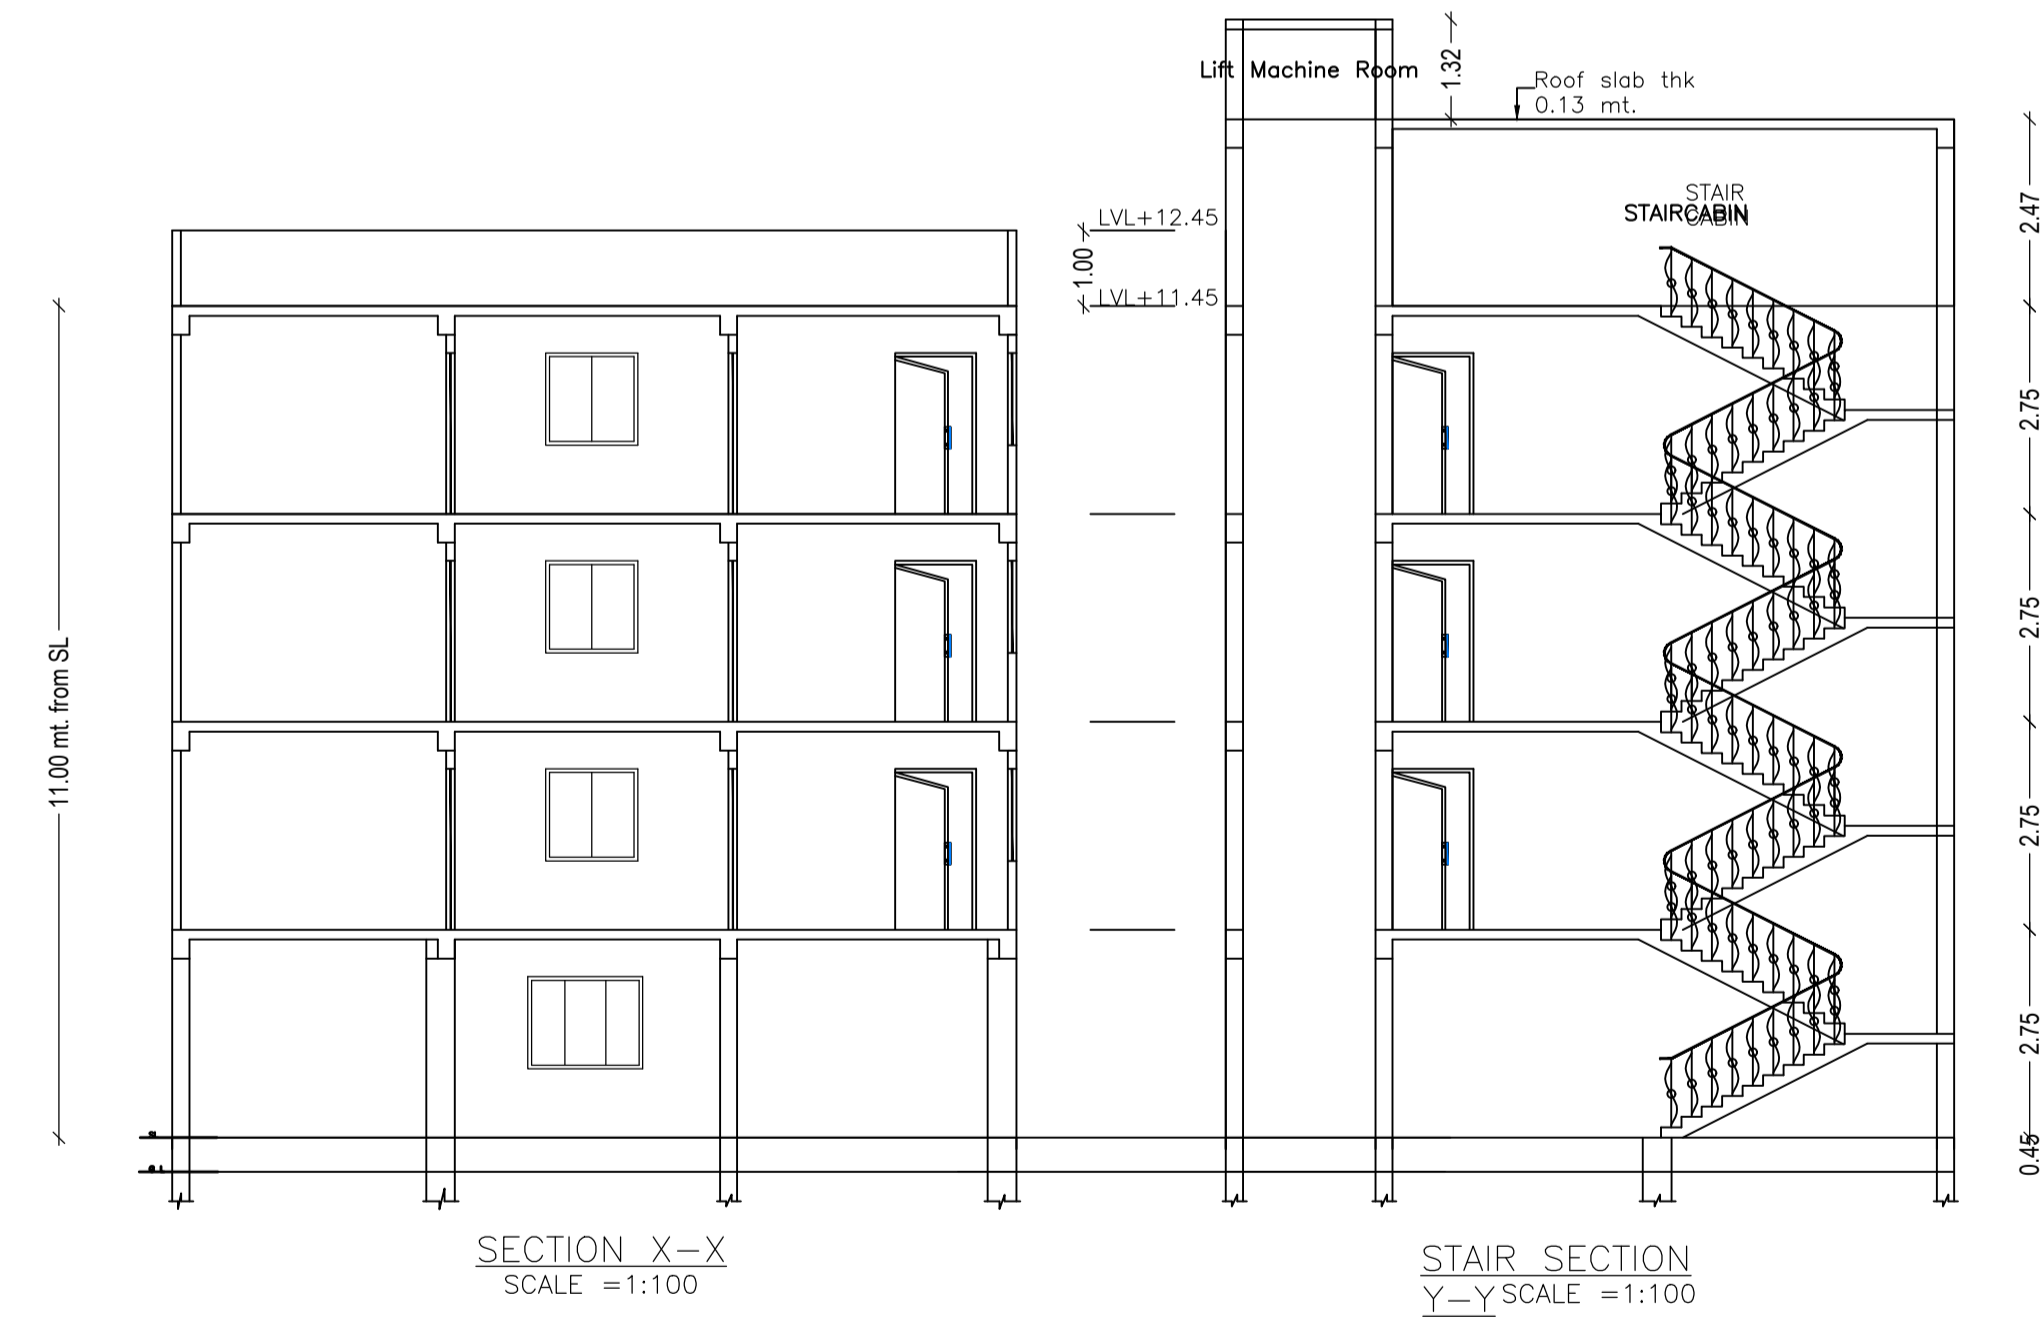 1.32
Lift Machine Room
Roof slab thk
0.13 mt.
STAIR
CABIN
STAIRCABIN
LVL+12.45
1.00
LVL+11.45
2.47
2.75
2.75
2.75
2.75
0.45
11.00 mt. from SL
SECTION X-X
SCALE =1:100
STAIR SECTION
Y-Y SCALE =1:100